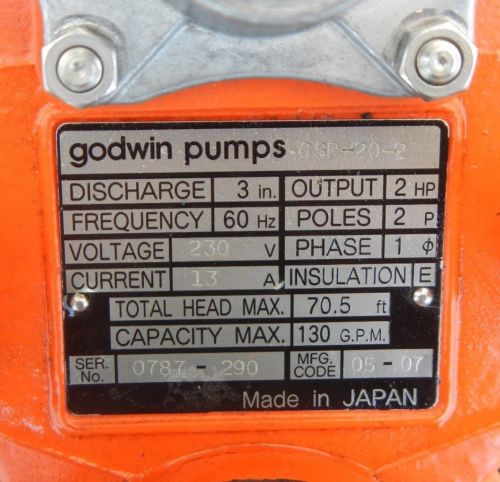 godwin pumps GSP-20-2
DISCHARGE 3 in. OUTPUT 2 HP
FREQUENCY 60 Hz POLES 2 P
VOLTAGE 230 V PHASE 1 φ
CURRENT 13 A INSULATION E
TOTAL HEAD MAX. 70.5 ft
CAPACITY MAX. 130 G.P.M.
SER. No. 0787-290 MFG. CODE 05-07
Made in JAPAN